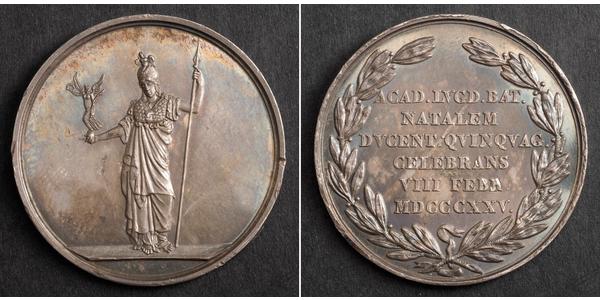 ACAD. LVGD. BAT.
NATALEM
DVCENT. QVINQVAG.
CELEBRANS
VIII FEBR
MDCCCXXV.